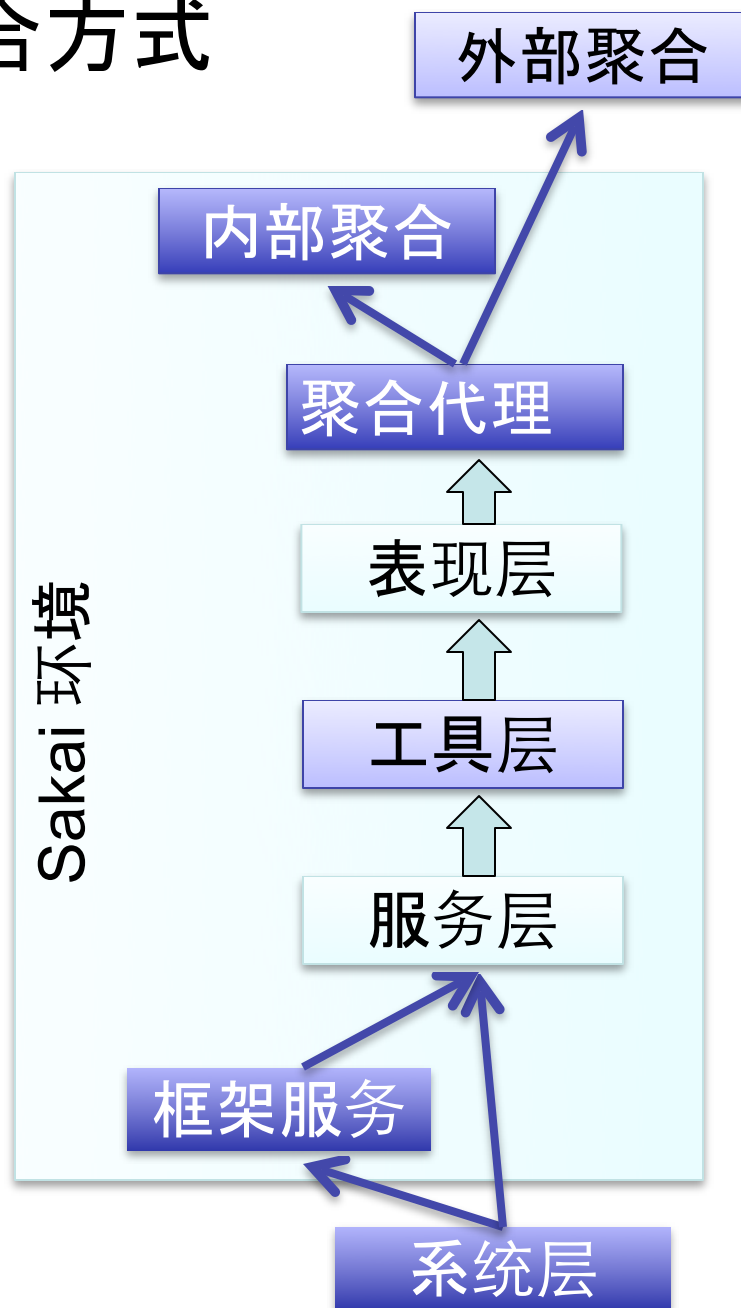 合方式
外部聚合
内部聚合
聚合代理
表现层
工具层
服务层
框架服务
系统层
Sakai 环境